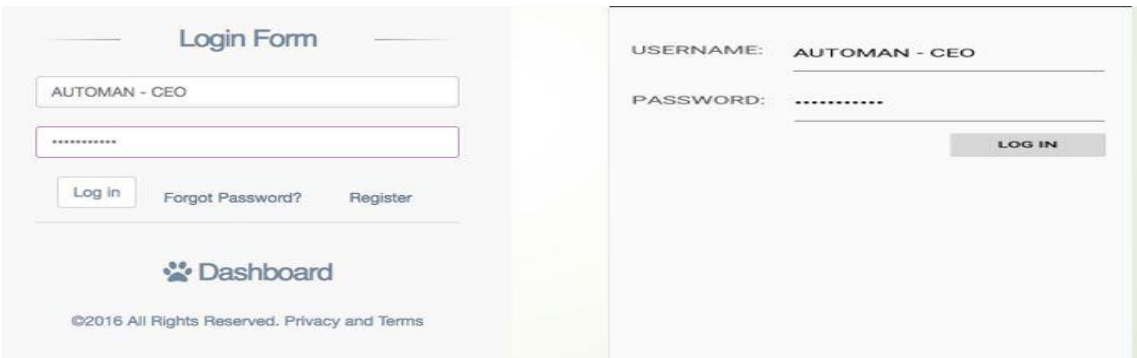 Login Form
AUTOMAN - CEO
•••••••••••
Log in Forgot Password? Register
Dashboard
©2016 All Rights Reserved. Privacy and Terms
USERNAME: AUTOMAN - CEO
PASSWORD: •••••••••••
LOG IN